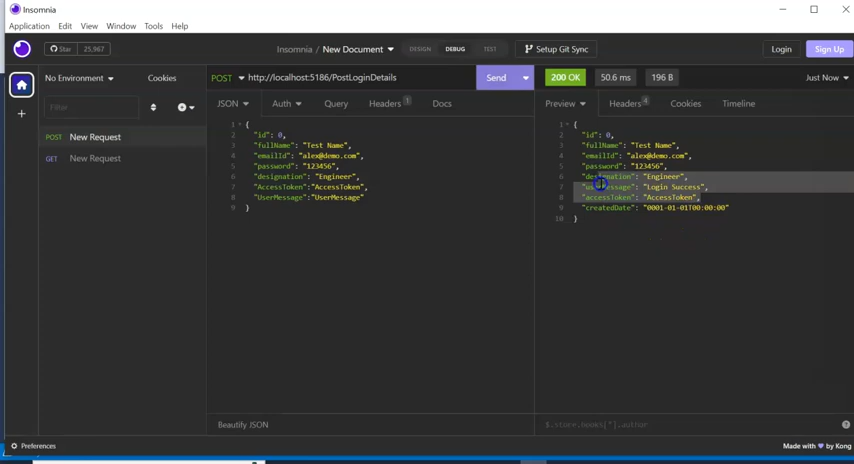 Insomnia
Application Edit View Window Tools Help
Star 25,967
Insomnia / New Document
DESIGN DEBUG TEST
Setup Git Sync
Login
Sign Up
No Environment
Cookies
POST http://localhost:5186/PostLoginDetails
Send
200 OK 50.6 ms 196 B
Just Now
Filter
JSON Auth Query Headers 1 Docs
Preview Headers 4 Cookies Timeline
POST New Request
GET New Request
1 {
2 "id": 0,
3 "fullName": "Test Name",
4 "emailId": "alex@demo.com",
5 "password": "123456",
6 "designation": "Engineer",
7 "AccessToken":"AccessToken",
8 "UserMessage":"UserMessage"
9 }
1 {
2 "id": 0,
3 "fullName": "Test Name",
4 "emailId": "alex@demo.com",
5 "password": "123456",
6 "designation": "Engineer",
7 "Login Success",
8 "accessToken": "AccessToken",
9 "createdDate": "0001-01-01T00:00:00"
10 }
Beautify JSON
$.store.books[*].author
Preferences
Made with by Kong